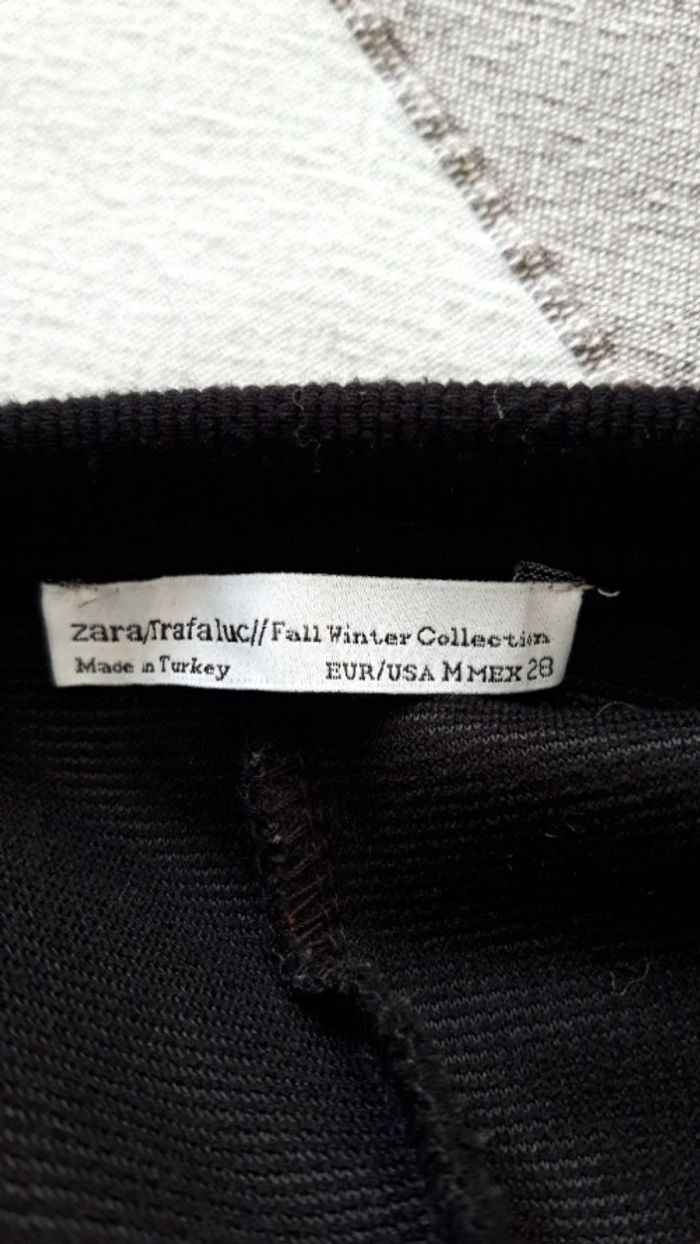 zara/Trafaluc//Fall Winter Collection
Made in Turkey EUR/USA M MEX 28